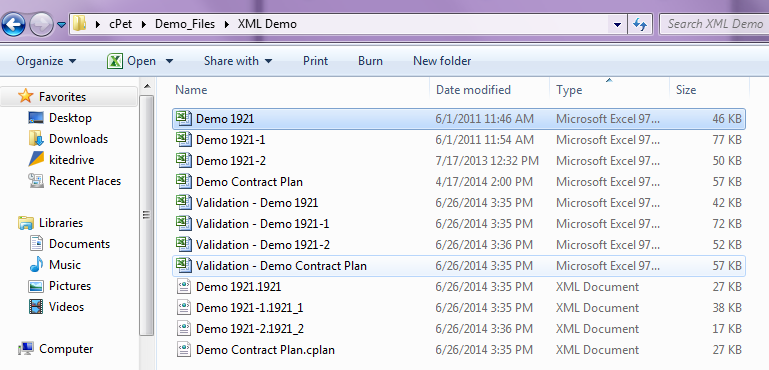 cPet ▸ Demo_Files ▸ XML Demo Search XML Demo
Organize Open Share with Print Burn New folder
Favorites Name Date modified Type Size
Desktop Demo 1921 6/1/2011 11:46 AM Microsoft Excel 97... 46 KB
Downloads Demo 1921-1 6/1/2011 11:54 AM Microsoft Excel 97... 77 KB
kitedrive Demo 1921-2 7/17/2013 12:32 PM Microsoft Excel 97... 50 KB
Recent Places Demo Contract Plan 4/17/2014 2:00 PM Microsoft Excel 97... 57 KB
Validation - Demo 1921 6/26/2014 3:35 PM Microsoft Excel 97... 42 KB
Libraries Validation - Demo 1921-1 6/26/2014 3:35 PM Microsoft Excel 97... 72 KB
Documents Validation - Demo 1921-2 6/26/2014 3:36 PM Microsoft Excel 97... 52 KB
Music Validation - Demo Contract Plan 6/26/2014 3:35 PM Microsoft Excel 97... 57 KB
Pictures Demo 1921.1921 6/26/2014 3:35 PM XML Document 27 KB
Videos Demo 1921-1.1921_1 6/26/2014 3:35 PM XML Document 38 KB
Demo 1921-2.1921_2 6/26/2014 3:36 PM XML Document 17 KB
Computer Demo Contract Plan.cplan 6/26/2014 3:35 PM XML Document 27 KB